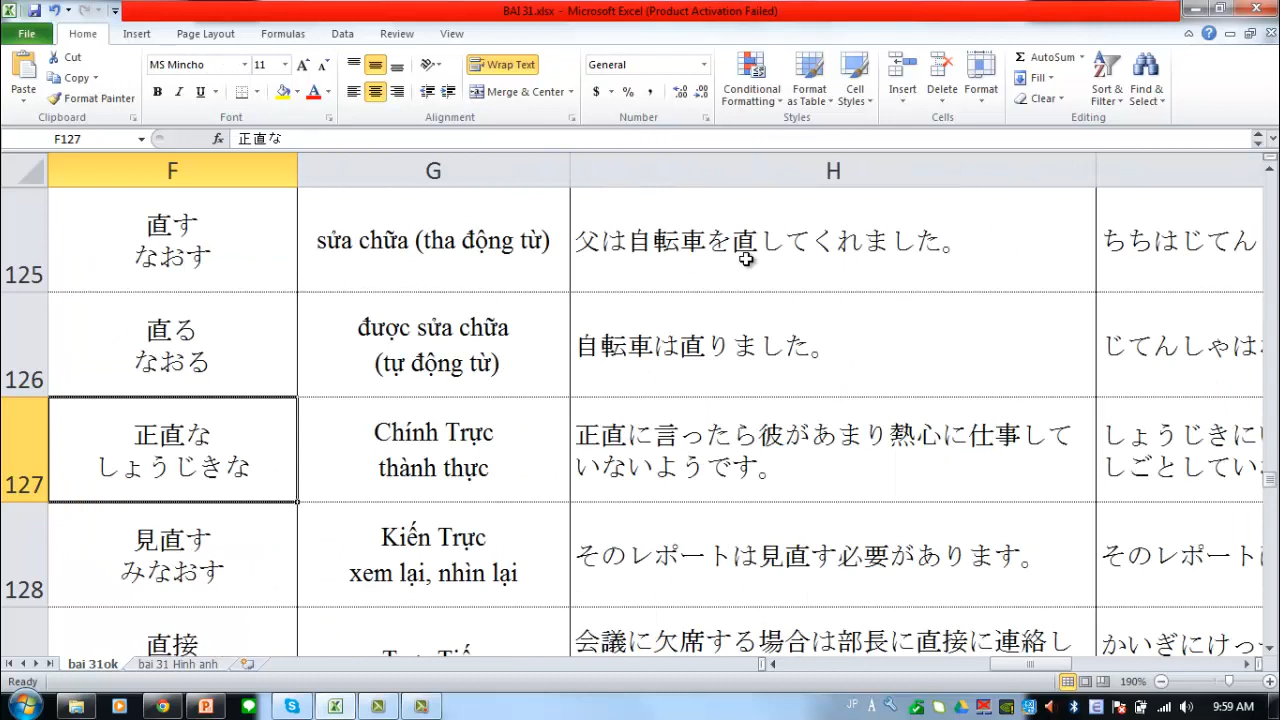 BAI 31.xlsx - Microsoft Excel (Product Activation Failed)
File Home Insert Page Layout Formulas Data Review View
Paste Cut Copy Format Painter Clipboard
MS Mincho 11 B I U A Font
Wrap Text Merge & Center Alignment
General $ % , Number
Conditional Formatting Format as Table Cell Styles Styles
Insert Delete Format Cells
AutoSum Fill Clear Sort & Filter Find & Select Editing
F127 fx 正直な
F G H
125
直す
なおす
sửa chữa (tha động từ)
父は自転車を直してくれました。
ちちはじてん
126
直る
なおる
được sửa chữa
(tự động từ)
自転車は直りました。
じてんしゃは
127
正直な
しょうじきな
Chính Trực
thành thực
正直に言ったら彼があまり熱心に仕事して
いないようです。
しょうじきに
しごとしてい
128
見直す
みなおす
Kiến Trực
xem lại, nhìn lại
そのレポートは見直す必要があります。
そのレポート
直接
会議に欠席する場合は部長に直接に連絡し
かいぎにけっ
bai 31ok bai 31 Hinh anh
Ready 190%
JP 9:59 AM